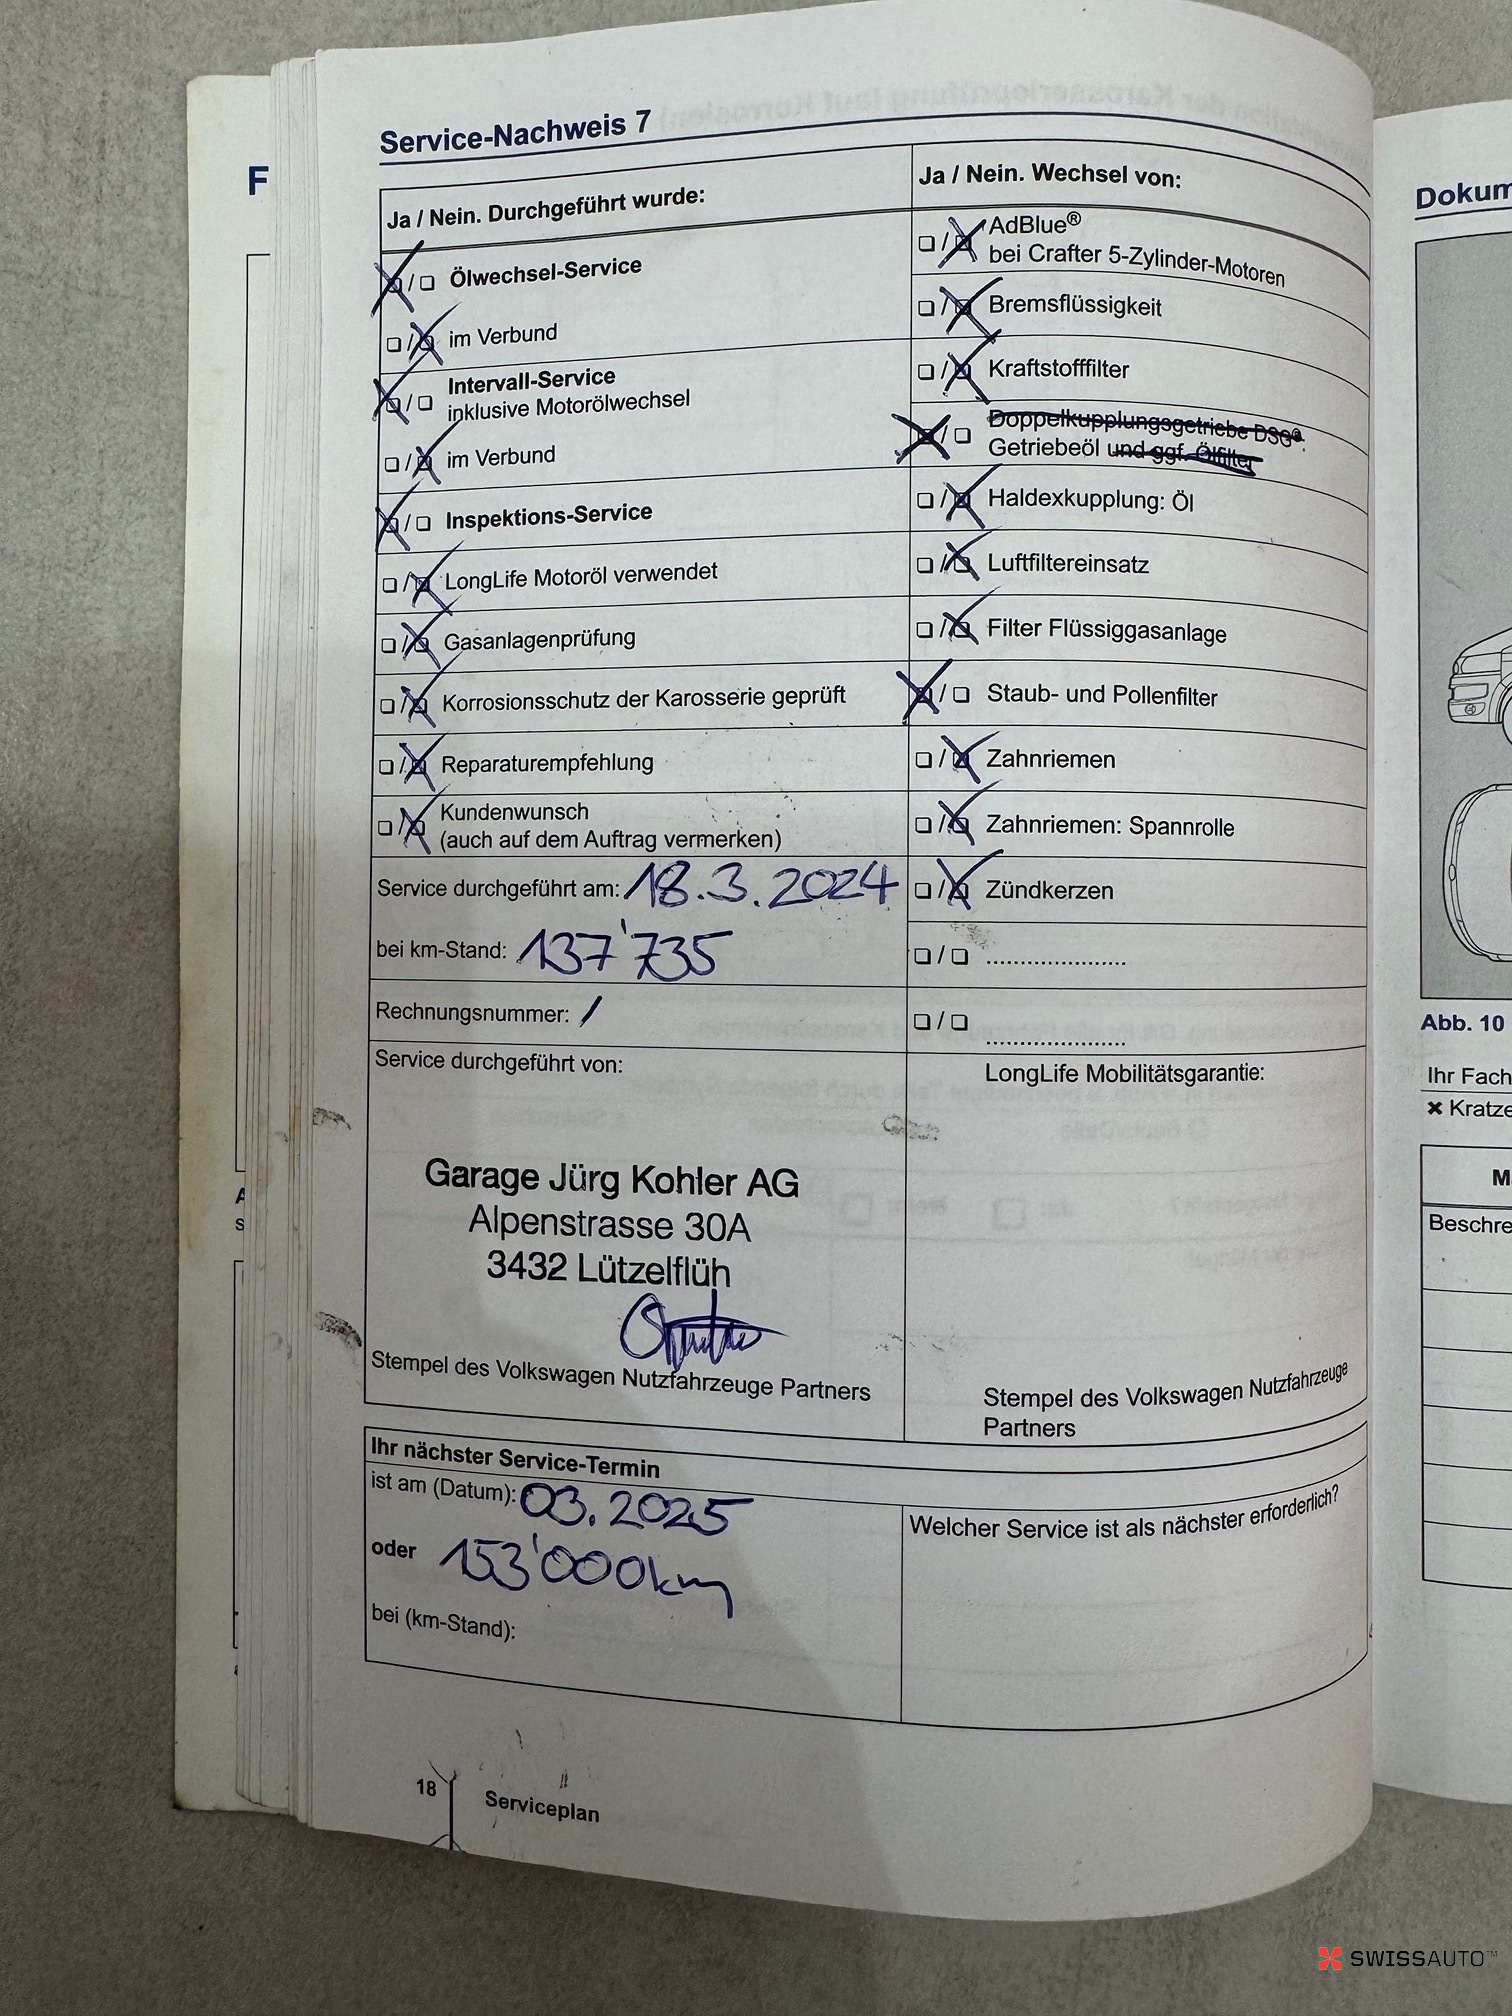 Service-Nachweis 7
Ja / Nein. Durchgeführt wurde:
Ölwechsel-Service
im Verbund
Intervall-Service
inklusive Motorölwechsel
im Verbund
Inspektions-Service
LongLife Motoröl verwendet
Gasanlagenprüfung
Korrosionsschutz der Karosserie geprüft
Reparaturempfehlung
Kundenwunsch
(auch auf dem Auftrag vermerken)
Service durchgeführt am: 18.3.2024
bei km-Stand: 137'735
Rechnungsnummer: /
Service durchgeführt von:
Garage Jürg Kohler AG
Alpenstrasse 30A
3432 Lützelflüh
Stempel des Volkswagen Nutzfahrzeuge Partners
Ja / Nein. Wechsel von:
AdBlue®
bei Crafter 5-Zylinder-Motoren
Bremsflüssigkeit
Kraftstofffilter
Doppelkupplungsgetriebe DSG®:
Getriebeöl und ggf. Ölfilter
Haldexkupplung: Öl
Luftfiltereinsatz
Filter Flüssiggasanlage
Staub- und Pollenfilter
Zahnriemen
Zahnriemen: Spannrolle
Zündkerzen
LongLife Mobilitätsgarantie:
Stempel des Volkswagen Nutzfahrzeuge
Partners
Ihr nächster Service-Termin
ist am (Datum): 03.2025
oder 153'000km
bei (km-Stand):
Welcher Service ist als nächster erforderlich?
18 Serviceplan
F
Dokum
Abb. 10
Ihr Fach
× Kratze
Beschre
SWISSAUTO™